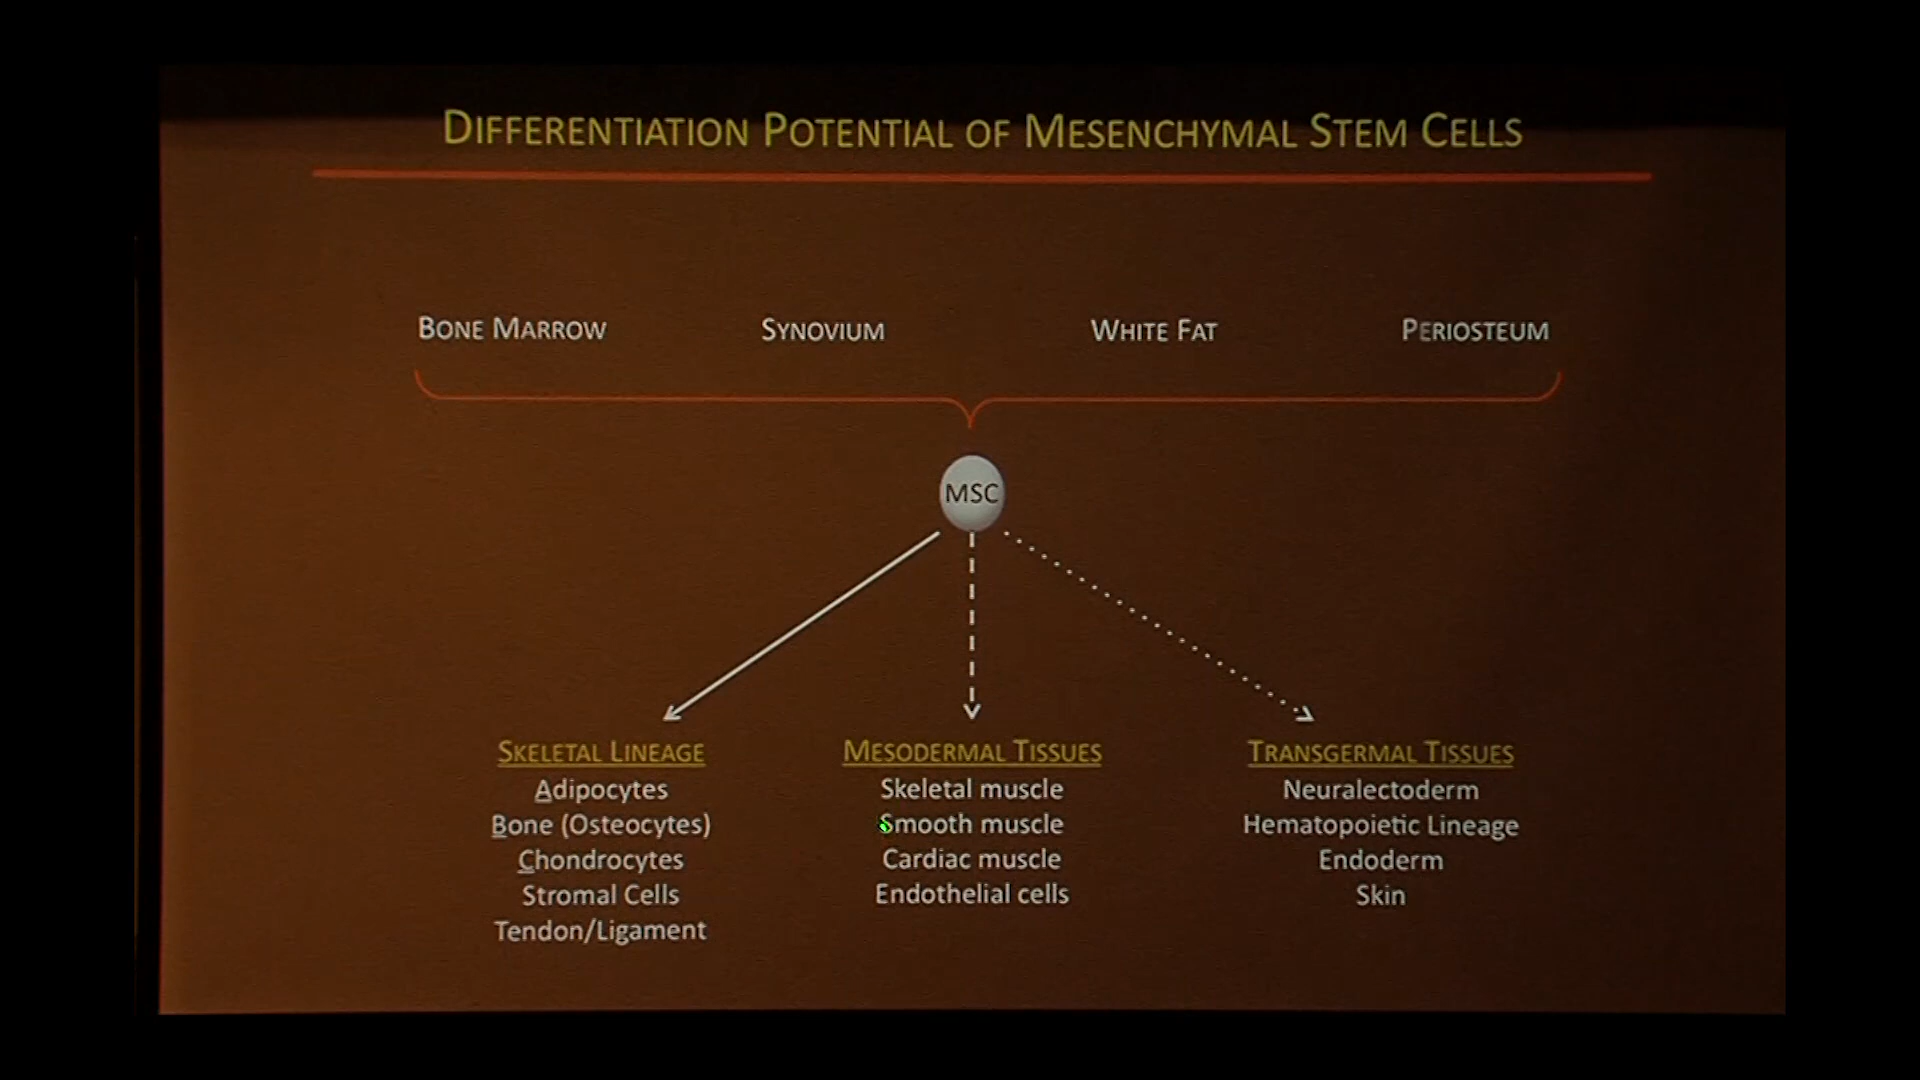 DIFFERENTIATION POTENTIAL OF MESENCHYMAL STEM CELLS
BONE MARROW
SYNOVIUM
WHITE FAT
PERIOSTEUM
MSC
SKELETAL LINEAGE
Adipocytes
Bone (Osteocytes)
Chondrocytes
Stromal Cells
Tendon/Ligament
MESODERMAL TISSUES
Skeletal muscle
Smooth muscle
Cardiac muscle
Endothelial cells
TRANSGERMAL TISSUES
Neuralectoderm
Hematopoietic Lineage
Endoderm
Skin